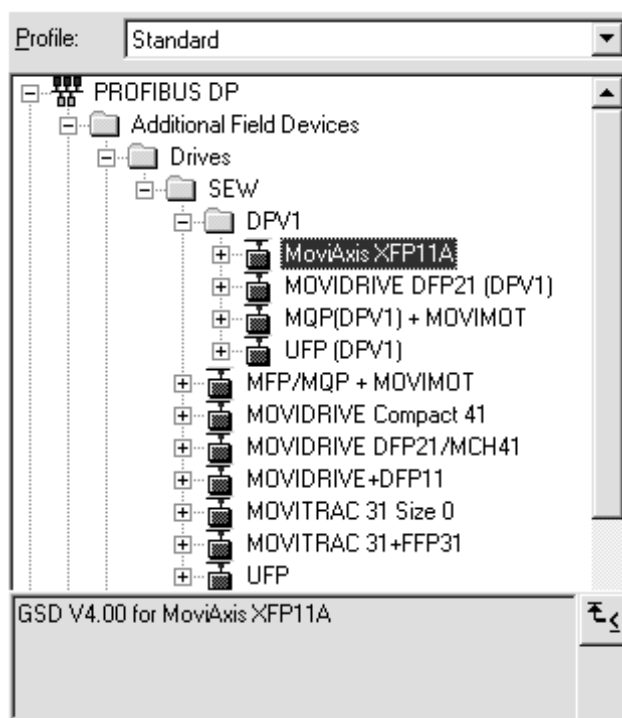 Profile: Standard
PROFIBUS DP
Additional Field Devices
Drives
SEW
DPV1
MoviAxis XFP11A
MOVIDRIVE DFP21 (DPV1)
MQP(DPV1) + MOVIMOT
UFP (DPV1)
MFP/MQP + MOVIMOT
MOVIDRIVE Compact 41
MOVIDRIVE DFP21/MCH41
MOVIDRIVE+DFP11
MOVITRAC 31 Size 0
MOVITRAC 31+FFP31
UFP
GSD V4.00 for MoviAxis XFP11A